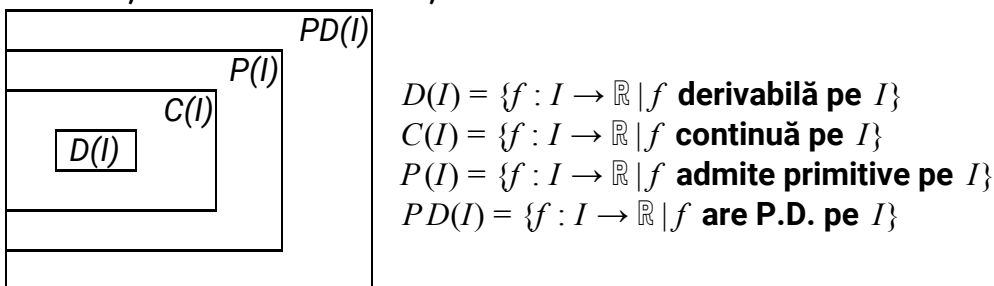 PD(I)
P(I)
C(I)
D(I)
D(I) = {f : I → ℝ | f derivabilă pe I}
C(I) = {f : I → ℝ | f continuă pe I}
P(I) = {f : I → ℝ | f admite primitive pe I}
PD(I) = {f : I → ℝ | f are P.D. pe I}